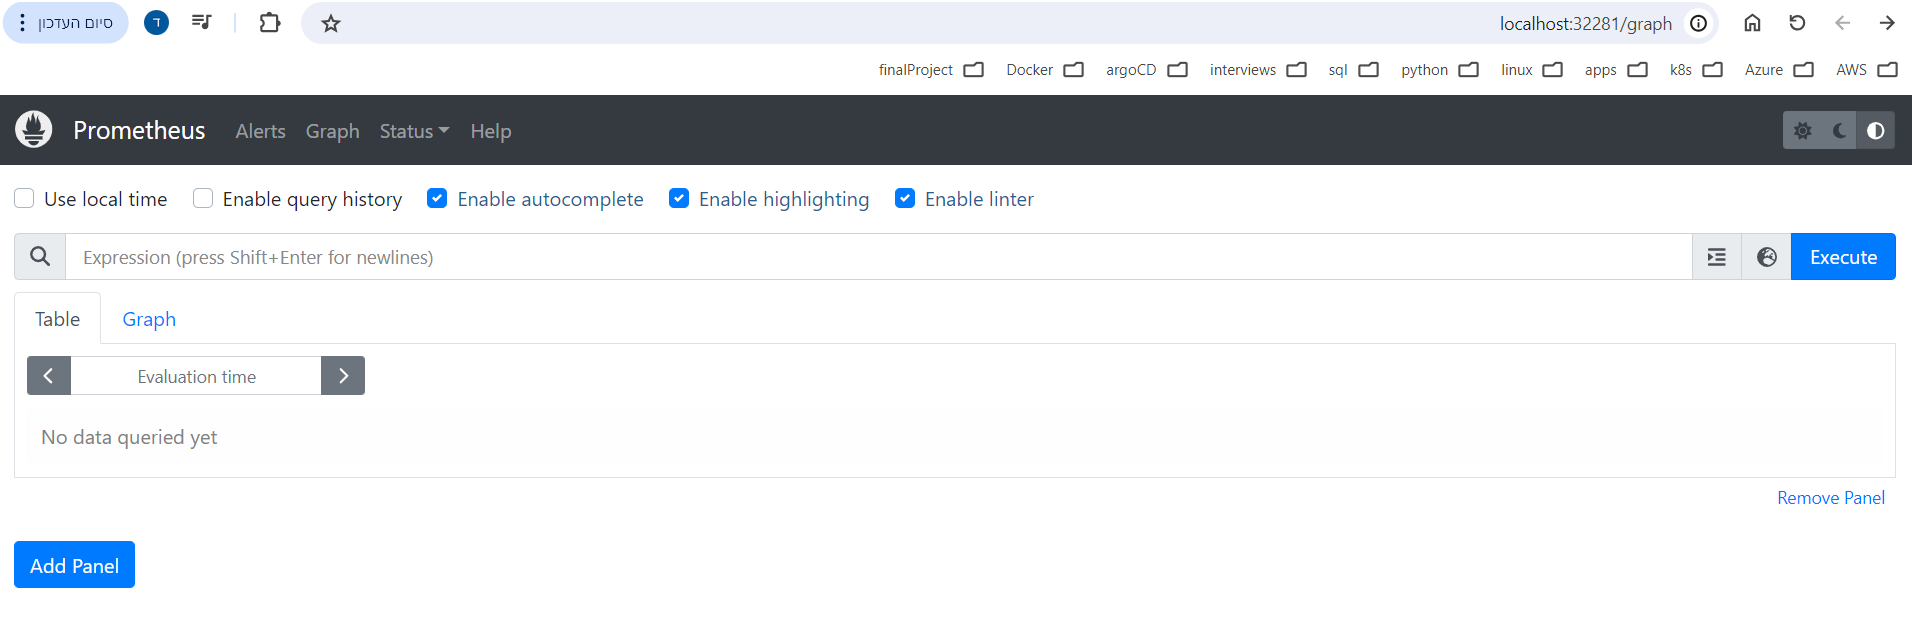 סיום העדכון
ד
localhost:32281/graph
finalProject Docker argoCD interviews sql python linux apps k8s Azure AWS
Prometheus Alerts Graph Status Help
Use local time Enable query history Enable autocomplete Enable highlighting Enable linter
Expression (press Shift+Enter for newlines) Execute
Table Graph
Evaluation time
No data queried yet
Remove Panel
Add Panel